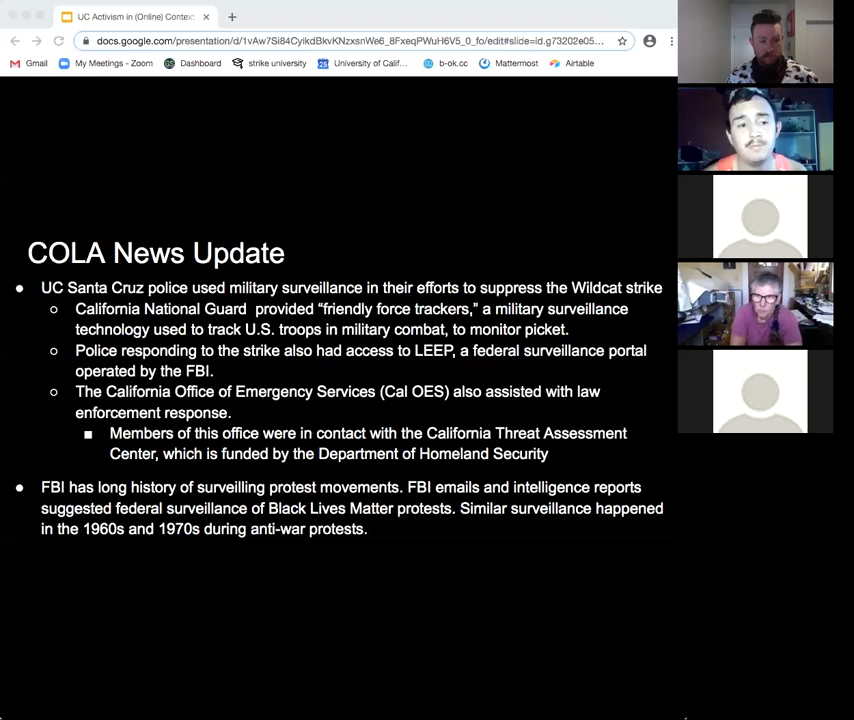 UC Activism in (Online) Contex
docs.google.com/presentation/d/1vAw7Si84CyikdBkvKNzxsnWe6_8FxeqPWuH6V5_0_fo/edit#slide=id.g73202e05...
Gmail
My Meetings - Zoom
Dashboard
strike university
University of Calif...
b-ok.cc
Mattermost
Airtable
COLA News Update
● UC Santa Cruz police used military surveillance in their efforts to suppress the Wildcat strike
○ California National Guard provided “friendly force trackers,” a military surveillance
technology used to track U.S. troops in military combat, to monitor picket.
○ Police responding to the strike also had access to LEEP, a federal surveillance portal
operated by the FBI.
○ The California Office of Emergency Services (Cal OES) also assisted with law
enforcement response.
■ Members of this office were in contact with the California Threat Assessment
Center, which is funded by the Department of Homeland Security
● FBI has long history of surveilling protest movements. FBI emails and intelligence reports
suggested federal surveillance of Black Lives Matter protests. Similar surveillance happened
in the 1960s and 1970s during anti-war protests.